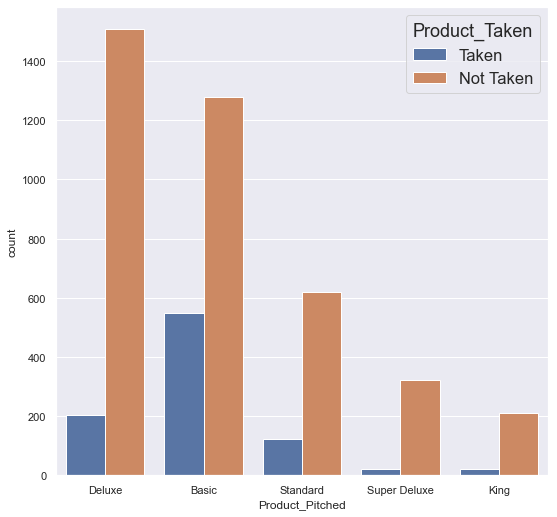 Product_Taken
Taken
Not Taken
1400
1200
1000
800
600
400
200
0
count
Deluxe Basic Standard Super Deluxe King
Product_Pitched